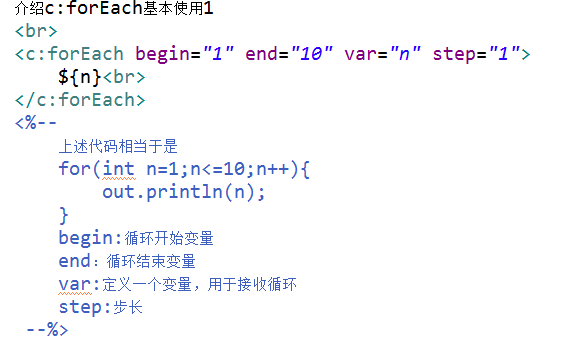 介绍c:forEach基本使用1
<br>
<c:forEach begin="1" end="10" var="n" step="1">
    ${n}<br>
</c:forEach>
<%--
    上述代码相当于是
    for(int n=1;n<=10;n++){
        out.println(n);
    }
    begin:循环开始变量
    end：循环结束变量
    var:定义一个变量，用于接收循环
    step:步长
 --%>